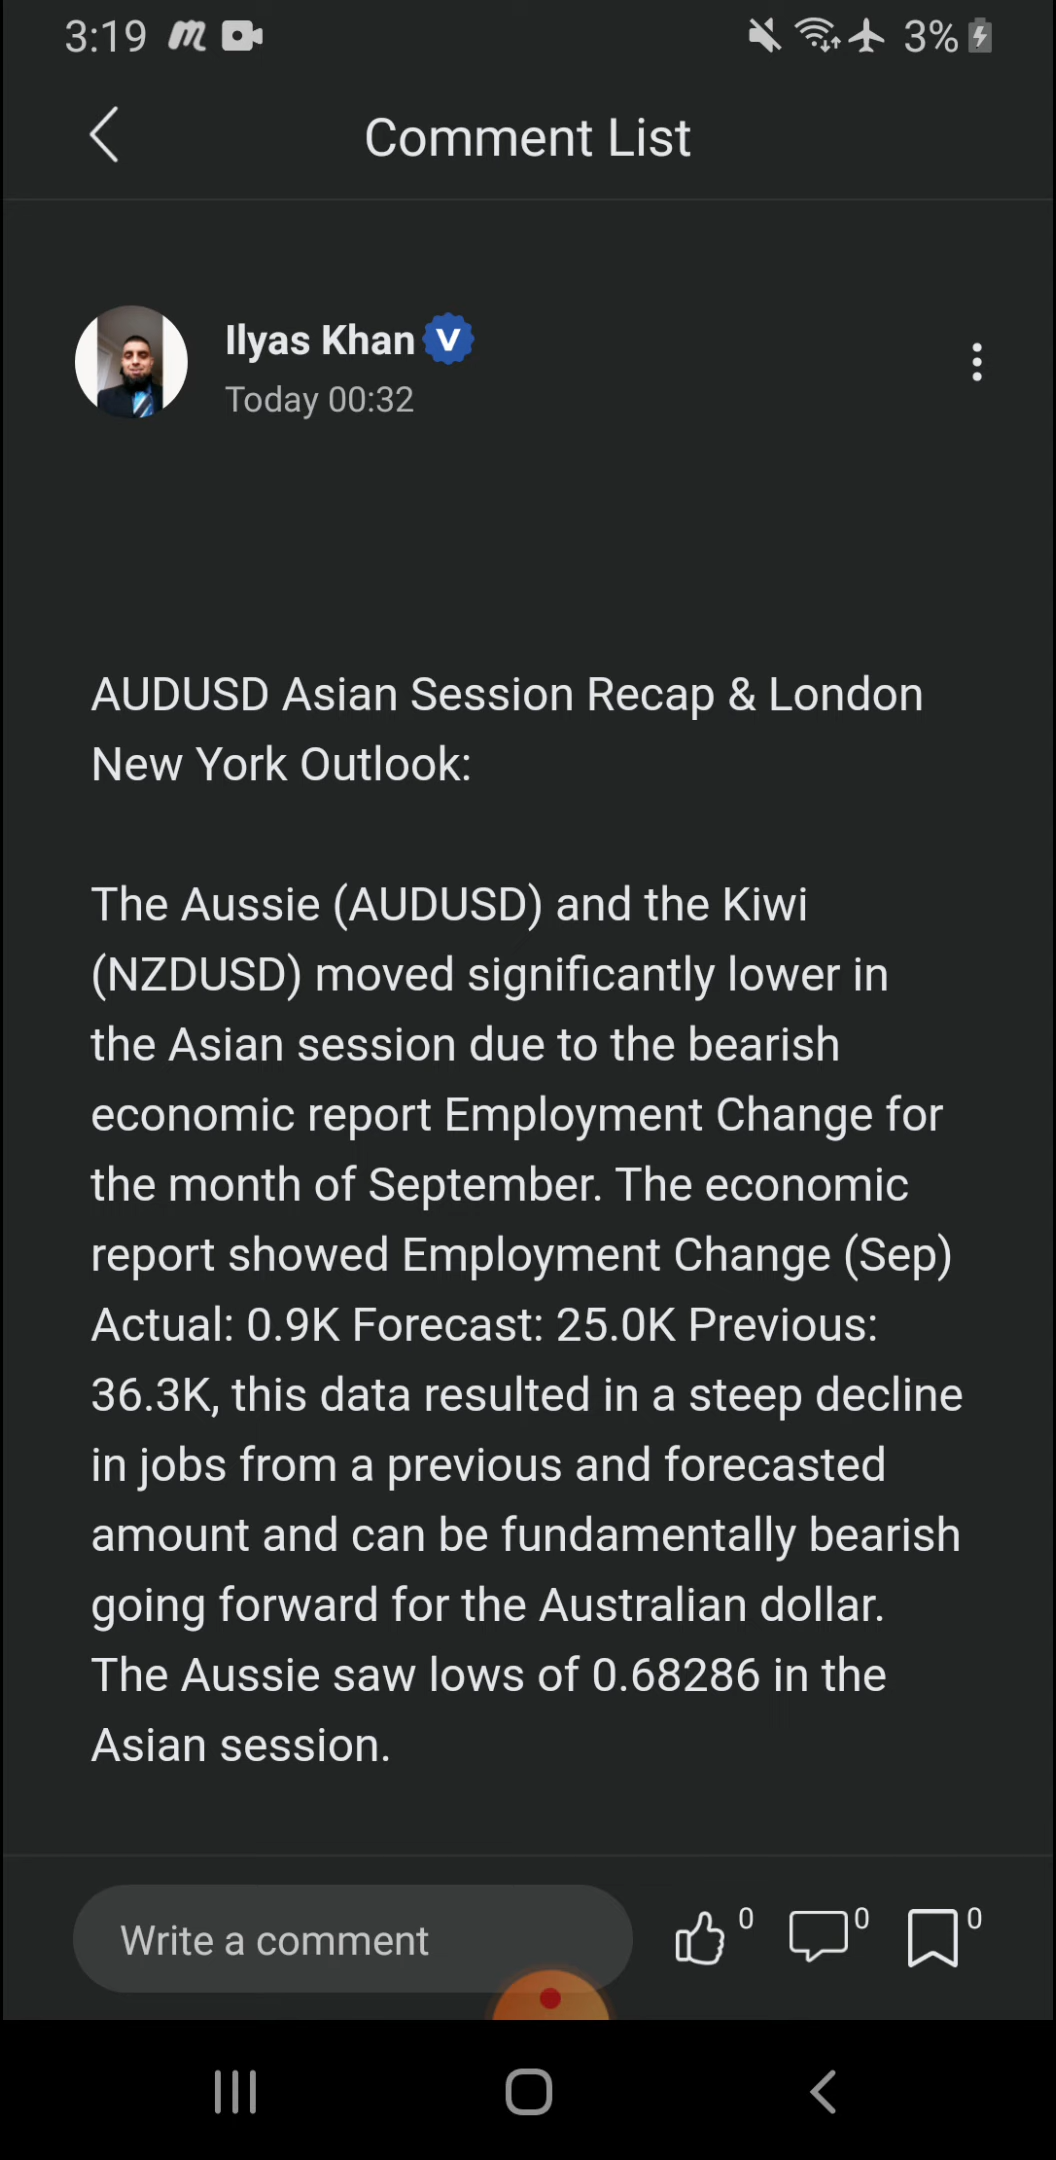 3:19 m 3%
Comment List
Ilyas Khan V
Today 00:32
AUDUSD Asian Session Recap & London
New York Outlook:
The Aussie (AUDUSD) and the Kiwi
(NZDUSD) moved significantly lower in
the Asian session due to the bearish
economic report Employment Change for
the month of September. The economic
report showed Employment Change (Sep)
Actual: 0.9K Forecast: 25.0K Previous:
36.3K, this data resulted in a steep decline
in jobs from a previous and forecasted
amount and can be fundamentally bearish
going forward for the Australian dollar.
The Aussie saw lows of 0.68286 in the
Asian session.
Write a comment 0 0 0